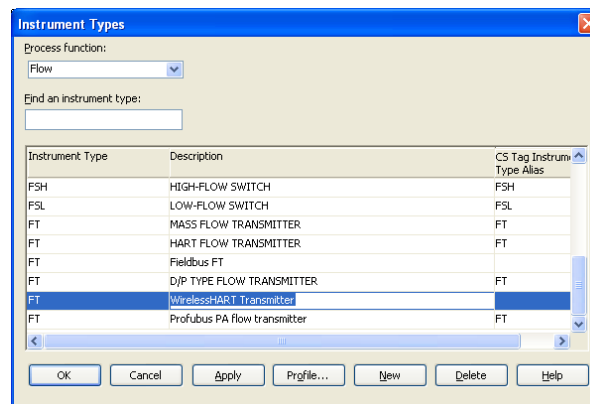 Instrument Types
Process function:
Flow
Find an instrument type:
Instrument Type Description CS Tag Instrum
Type Alias
FSH HIGH-FLOW SWITCH FSH
FSL LOW-FLOW SWITCH FSL
FT MASS FLOW TRANSMITTER FT
FT HART FLOW TRANSMITTER FT
FT Fieldbus FT
FT D/P TYPE FLOW TRANSMITTER FT
FT WirelessHART Transmitter
FT Profubus PA flow transmitter FT
OK Cancel Apply Profile... New Delete Help